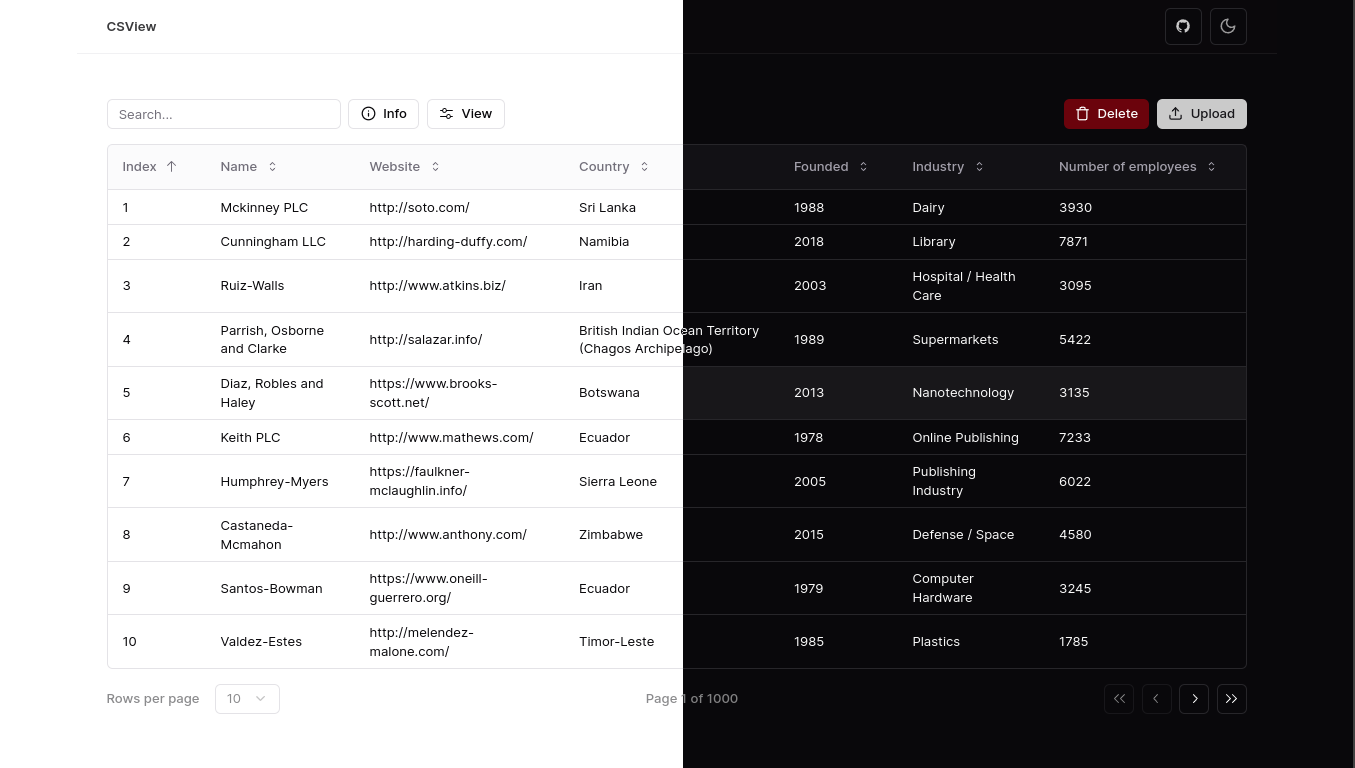 CSView
Search...
Info
View
Delete
Upload
Index Name Website Country Founded Industry Number of employees
1 Mckinney PLC http://soto.com/ Sri Lanka 1988 Dairy 3930
2 Cunningham LLC http://harding-duffy.com/ Namibia 2018 Library 7871
3 Ruiz-Walls http://www.atkins.biz/ Iran 2003 Hospital / Health
Care 3095
4 Parrish, Osborne
and Clarke http://salazar.info/ British Indian Ocean Territory
(Chagos Archipelago) 1989 Supermarkets 5422
5 Diaz, Robles and
Haley https://www.brooks-
scott.net/ Botswana 2013 Nanotechnology 3135
6 Keith PLC http://www.mathews.com/ Ecuador 1978 Online Publishing 7233
7 Humphrey-Myers https://faulkner-
mclaughlin.info/ Sierra Leone 2005 Publishing
Industry 6022
8 Castaneda-
Mcmahon http://www.anthony.com/ Zimbabwe 2015 Defense / Space 4580
9 Santos-Bowman https://www.oneill-
guerrero.org/ Ecuador 1979 Computer
Hardware 3245
10 Valdez-Estes http://melendez-
malone.com/ Timor-Leste 1985 Plastics 1785
Rows per page 10
Page 1 of 1000